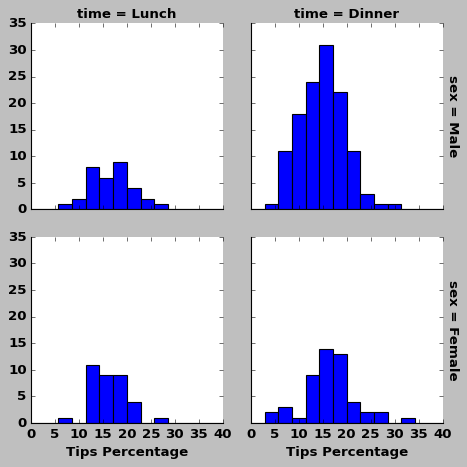 time = Lunch
time = Dinner
35
30
25
20
15
10
5
0
sex = Male
35
30
25
20
15
10
5
0
sex = Female
0 5 10 15 20 25 30 35 40
0 5 10 15 20 25 30 35 40
Tips Percentage
Tips Percentage